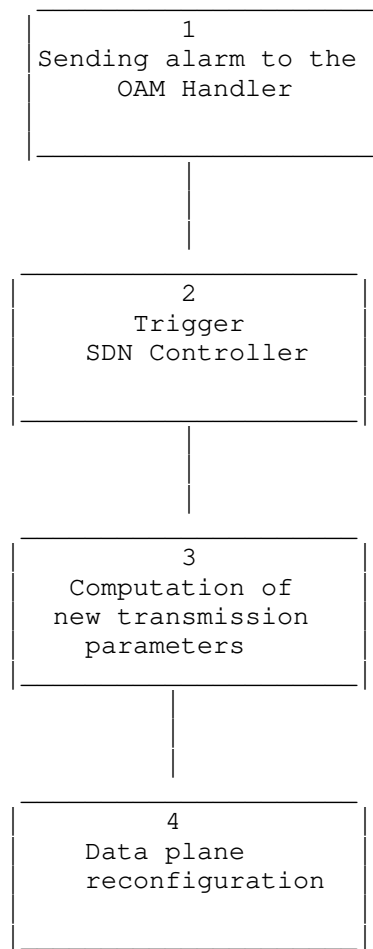 1
Sending alarm to the
OAM Handler
2
Trigger
SDN Controller
3
Computation of
new transmission
parameters
4
Data plane
reconfiguration